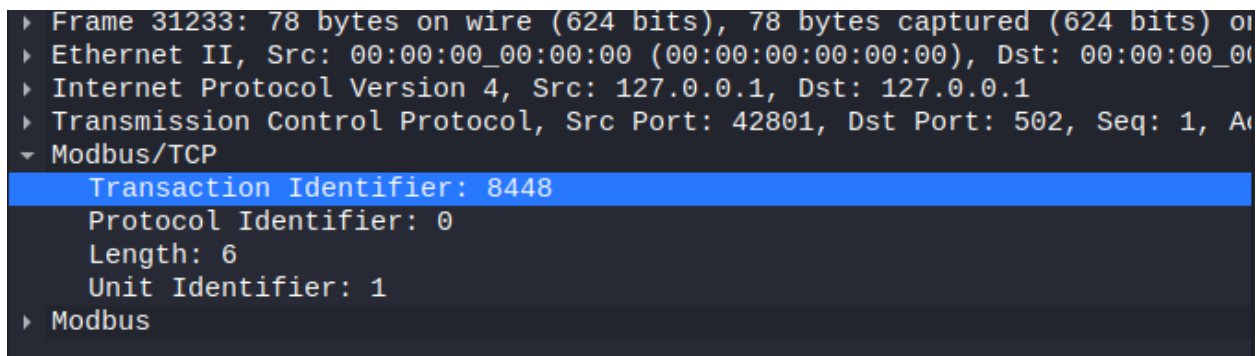 Frame 31233: 78 bytes on wire (624 bits), 78 bytes captured (624 bits)
Ethernet II, Src: 00:00:00_00:00:00 (00:00:00:00:00:00), Dst: 00:00:00_0
Internet Protocol Version 4, Src: 127.0.0.1, Dst: 127.0.0.1
Transmission Control Protocol, Src Port: 42801, Dst Port: 502, Seq: 1,
Modbus/TCP
Transaction Identifier: 8448
Protocol Identifier: 0
Length: 6
Unit Identifier: 1
Modbus